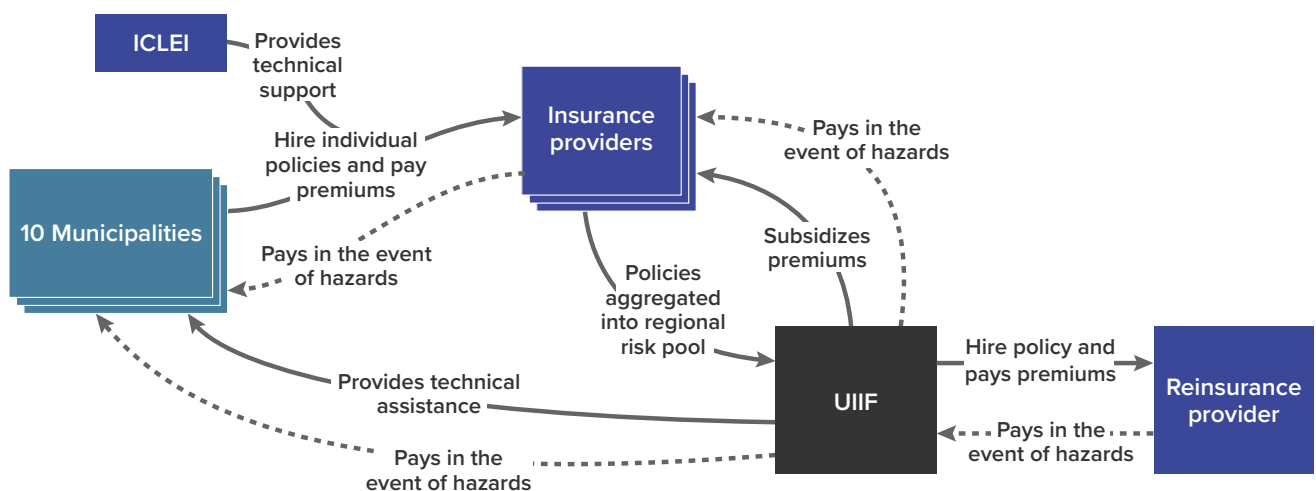 ICLEI
Provides
technical
support
Hire individual
policies and pay
premiums
Insurance
providers
Pays in the
event of hazards
10 Municipalities
Pays in the event
of hazards
Subsidizes
premiums
Policies
aggregated
into regional
risk pool
Provides technical
assistance
UIIF
Hire policy and
pays premiums
Reinsurance
provider
Pays in the
event of hazards
Pays in the
event of hazards